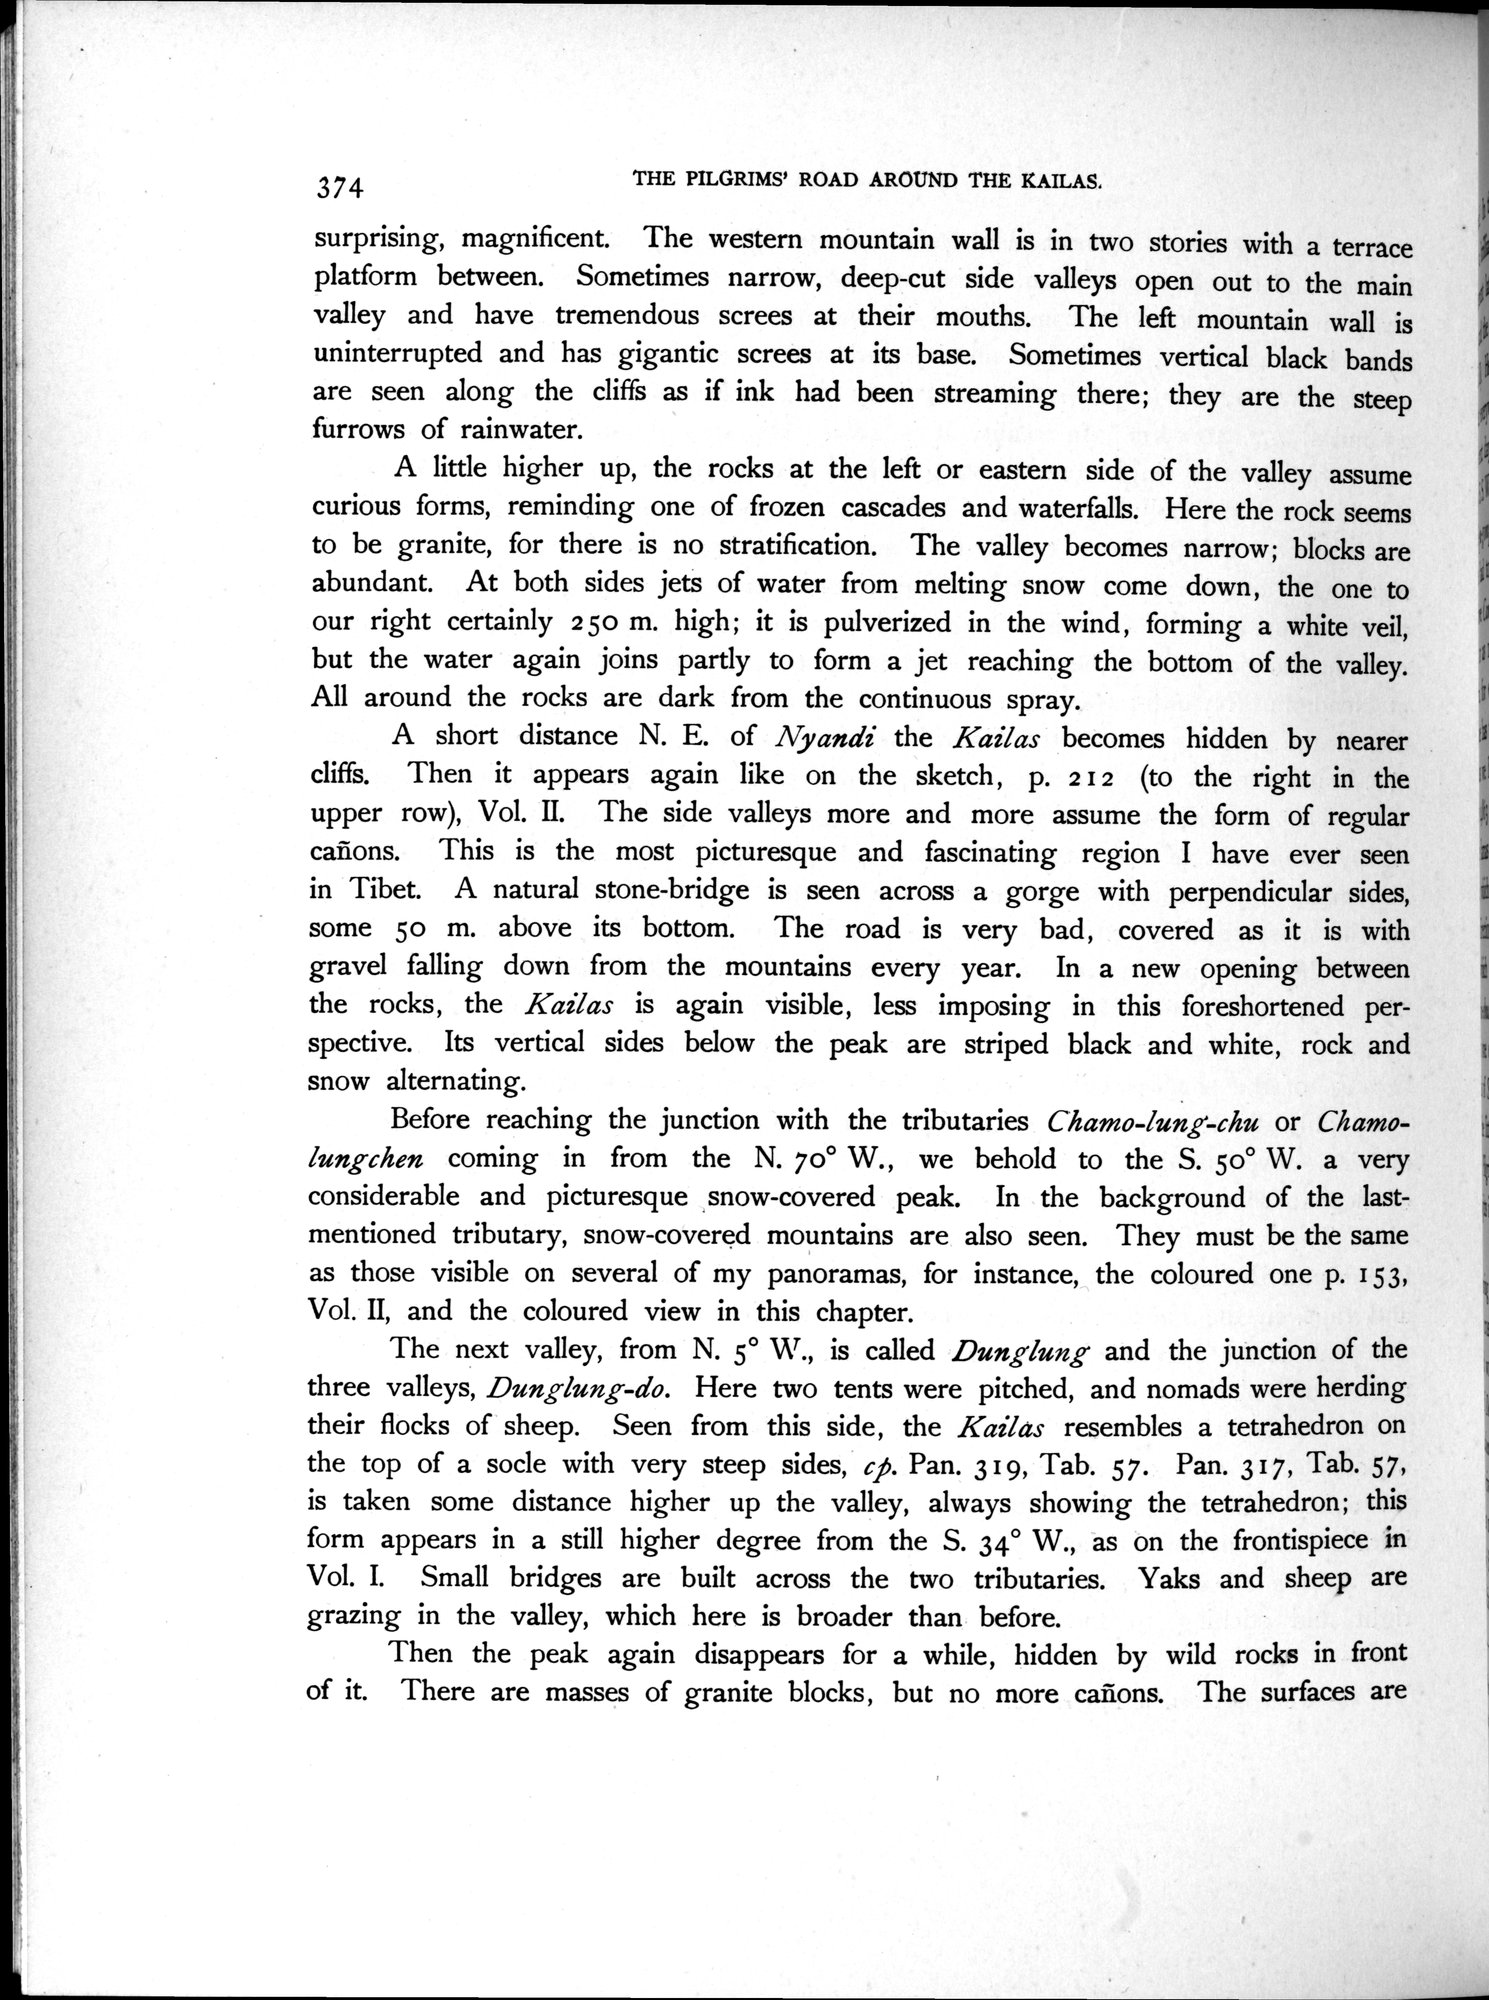 374
THE PILGRIMS' ROAD AROUND THE KAILAS.
surprising, magnificent. The western mountain wall is in two stories with a terrace
platform between. Sometimes narrow, deep-cut side valleys open out to the main
valley and have tremendous screes at their mouths. The left mountain wall is
uninterrupted and has gigantic screes at its base. Sometimes vertical black bands
are seen along the cliffs as if ink had been streaming there; they are the steep
furrows of rainwater.
A little higher up, the rocks at the left or eastern side of the valley assume
curious forms, reminding one of frozen cascades and waterfalls. Here the rock seems
to be granite, for there is no stratification. The valley becomes narrow; blocks are
abundant. At both sides jets of water from melting snow come down, the one to
our right certainly 250 m. high; it is pulverized in the wind, forming a white veil,
but the water again joins partly to form a jet reaching the bottom of the valley.
All around the rocks are dark from the continuous spray.
A short distance N. E. of Nyandi the Kailas becomes hidden by nearer
cliffs. Then it appears again like on the sketch, p. 212 (to the right in the
upper row), Vol. II. The side valleys more and more assume the form of regular
cañons. This is the most picturesque and fascinating region I have ever seen
in Tibet. A natural stone-bridge is seen across a gorge with perpendicular sides,
some 50 m. above its bottom. The road is very bad, covered as it is with
gravel falling down from the mountains every year. In a new opening between
the rocks, the Kailas is again visible, less imposing in this foreshortened per-
spective. Its vertical sides below the peak are striped black and white, rock and
snow alternating.
Before reaching the junction with the tributaries Chamo-lung-chu or Chamo-
lungchen coming in from the N. 70° W., we behold to the S. 50° W. a very
considerable and picturesque snow-covered peak. In the background of the last-
mentioned tributary, snow-covered mountains are also seen. They must be the same
as those visible on several of my panoramas, for instance, the coloured one p. 153,
Vol. II, and the coloured view in this chapter.
The next valley, from N. 5° W., is called Dunglung and the junction of the
three valleys, Dunglung-do. Here two tents were pitched, and nomads were herding
their flocks of sheep. Seen from this side, the Kailas resembles a tetrahedron on
the top of a socle with very steep sides, cp. Pan. 319, Tab. 57. Pan. 317, Tab. 57,
is taken some distance higher up the valley, always showing the tetrahedron; this
form appears in a still higher degree from the S. 34° W., as on the frontispiece in
Vol. I. Small bridges are built across the two tributaries. Yaks and sheep are
grazing in the valley, which here is broader than before.
Then the peak again disappears for a while, hidden by wild rocks in front
of it. There are masses of granite blocks, but no more cañons. The surfaces are